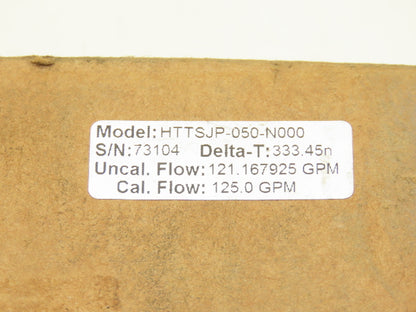 Model: HTTSJP-050-N000
S/N: 73104 Delta-T: 333.45n
Uncal. Flow: 121.167925 GPM
Cal. Flow: 125.0 GPM